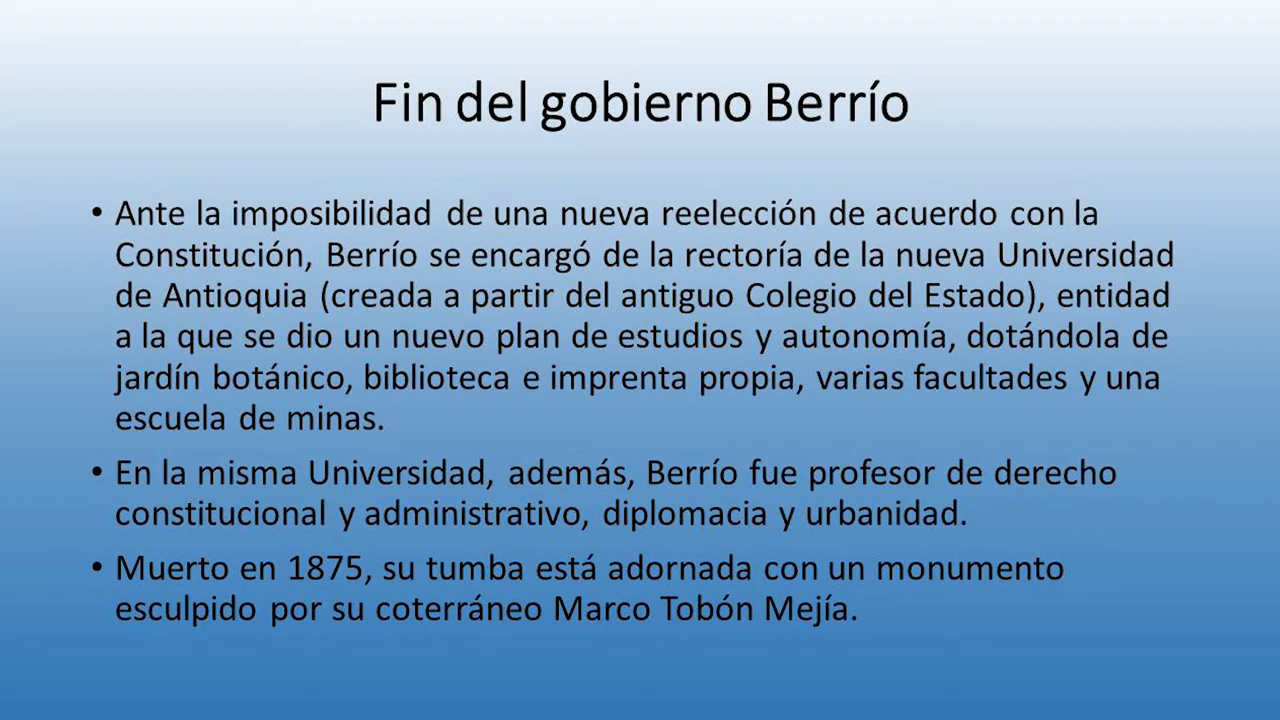 Fin del gobierno Berrío
• Ante la imposibilidad de una nueva reelección de acuerdo con la
Constitución, Berrío se encargó de la rectoría de la nueva Universidad
de Antioquia (creada a partir del antiguo Colegio del Estado), entidad
a la que se dio un nuevo plan de estudios y autonomía, dotándola de
jardín botánico, biblioteca e imprenta propia, varias facultades y una
escuela de minas.
• En la misma Universidad, además, Berrío fue profesor de derecho
constitucional y administrativo, diplomacia y urbanidad.
• Muerto en 1875, su tumba está adornada con un monumento
esculpido por su coterráneo Marco Tobón Mejía.